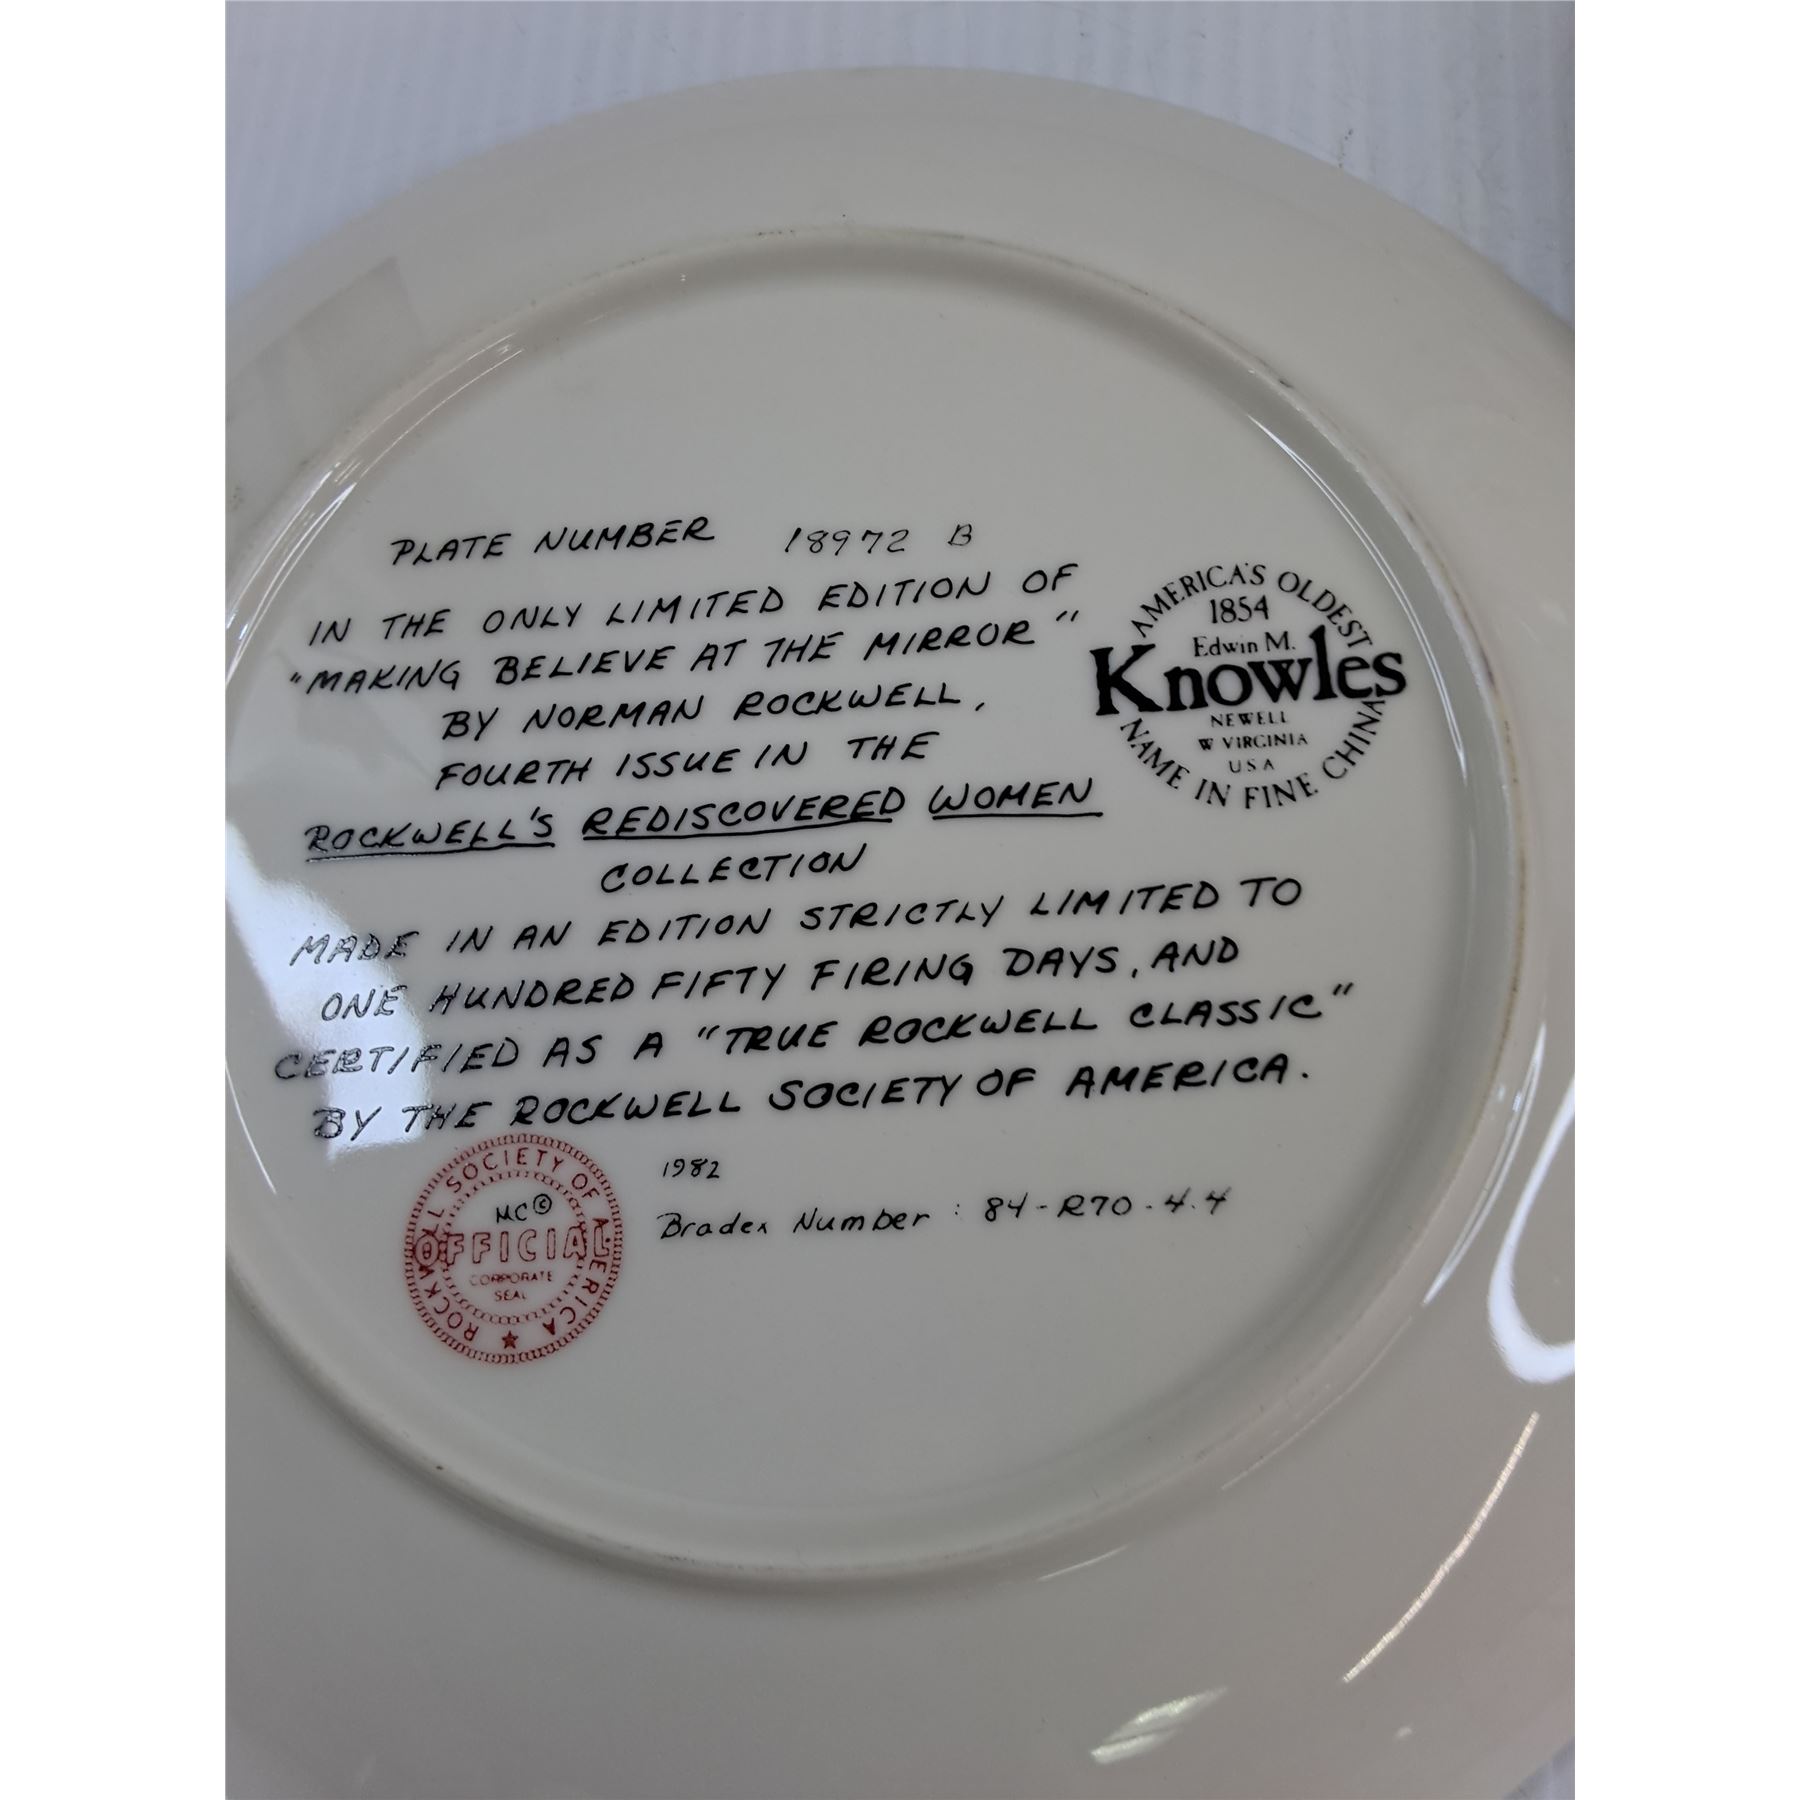 PLATE NUMBER 18972 B
IN THE ONLY LIMITED EDITION OF
"MAKING BELIEVE AT THE MIRROR"
BY NORMAN ROCKWELL,
FOURTH ISSUE IN THE
ROCKWELL'S REDISCOVERED WOMEN
COLLECTION
MADE IN AN EDITION STRICTLY LIMITED TO
ONE HUNDRED FIFTY FIRING DAYS, AND
CERTIFIED AS A "TRUE ROCKWELL CLASSIC"
BY THE ROCKWELL SOCIETY OF AMERICA.
AMERICA'S OLDEST
1854
Edwin M.
Knowles
NEWELL
W VIRGINIA
USA
NAME IN FINE CHINA
ROCKWELL SOCIETY OF AMERICA
MC©
OFFICIAL
CORPORATE
SEAL
1982
Bradex Number: 84-R70-4.4